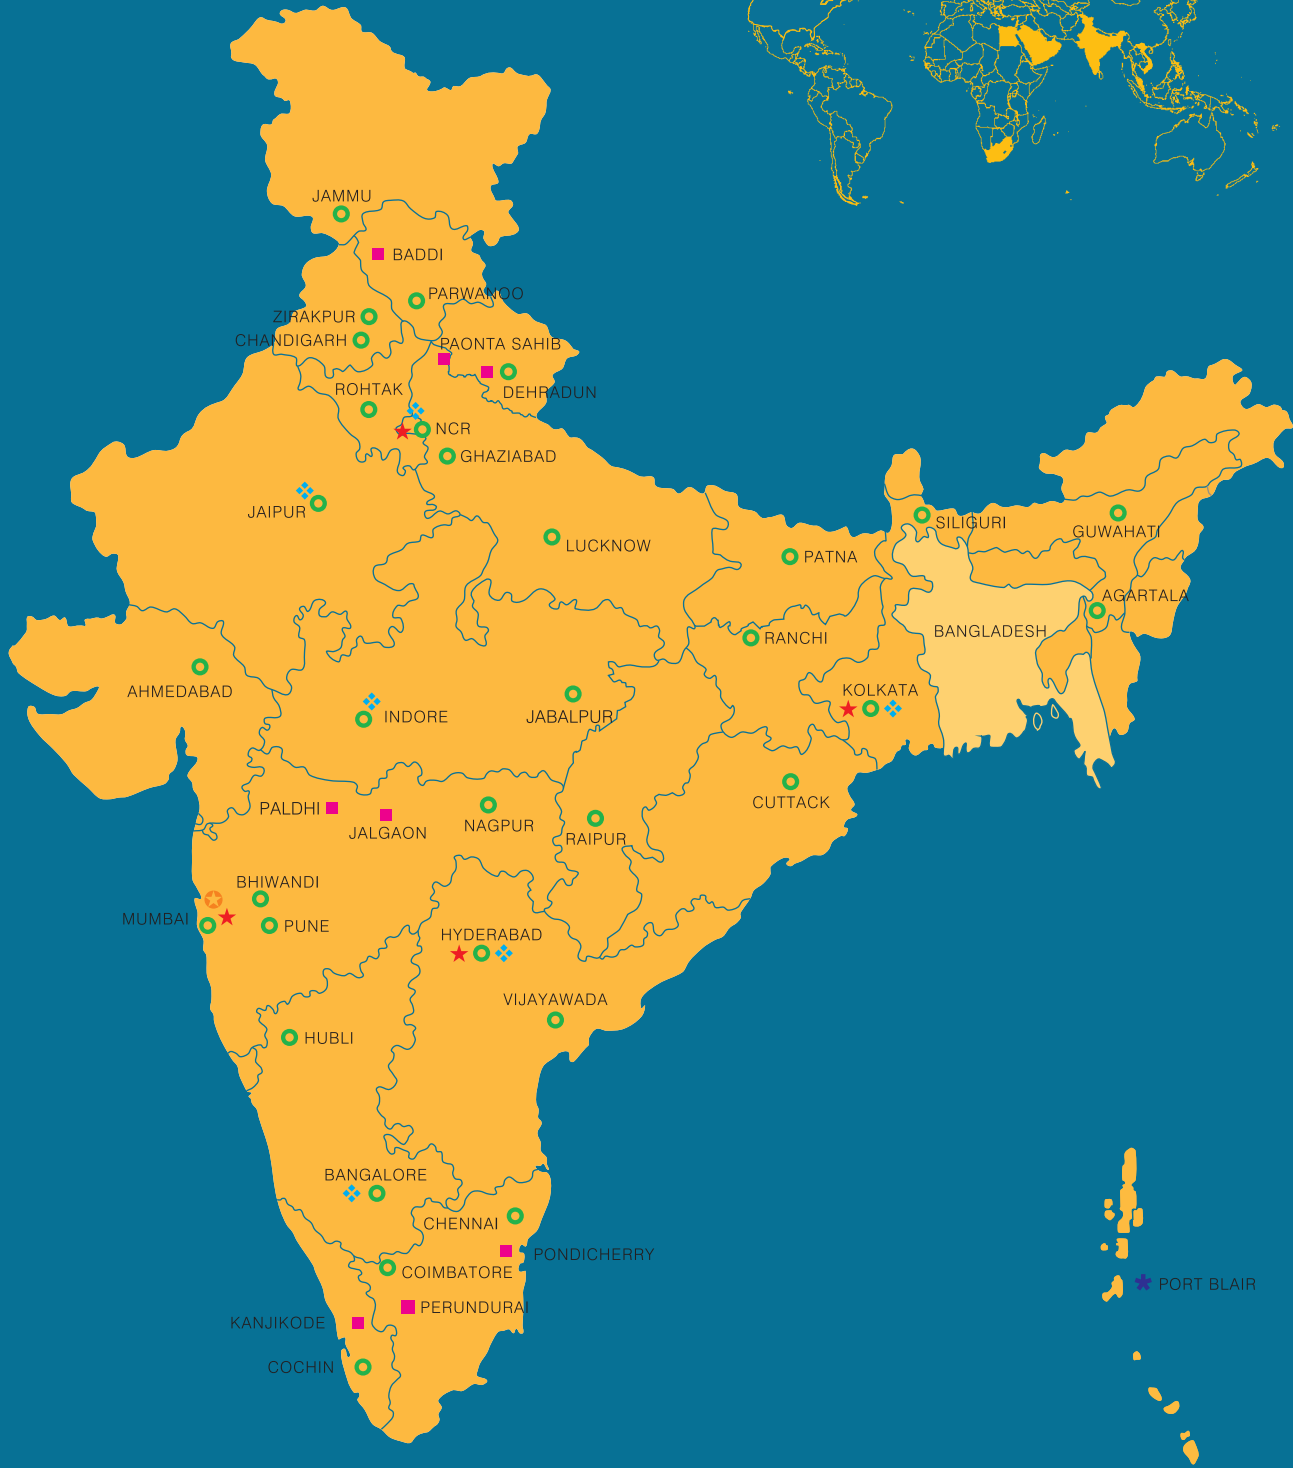 JAMMU
BADDI
PARWANOO
ZIRAKPUR
CHANDIGARH
PAONTA SAHIB
ROHTAK
DEHRADUN
NCR
GHAZIABAD
JAIPUR
SILIGURI
GUWAHATI
LUCKNOW
PATNA
AGARTALA
BANGLADESH
RANCHI
AHMEDABAD
KOLKATA
INDORE
JABALPUR
CUTTACK
PALDHI
JALGAON
NAGPUR
RAIPUR
BHIWANDI
MUMBAI
PUNE
HYDERABAD
VIJAYAWADA
HUBLI
BANGALORE
CHENNAI
PONDICHERRY
COIMBATORE
PORT BLAIR
PERUNDURAI
KANJIKODE
COCHIN